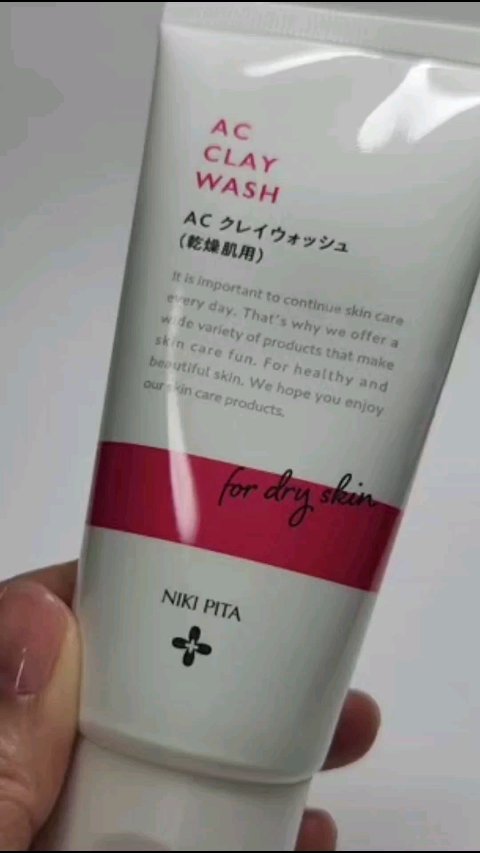 AC
CLAY
WASH
AC クレイウォッシュ
(乾燥肌用)
It is important to continue skin care
every day. That's why we offer a
wide variety of products that make
skin care fun. For healthy and
beautiful skin. We hope you enjoy
our skin care products.
for dry skin
NIKI PITA